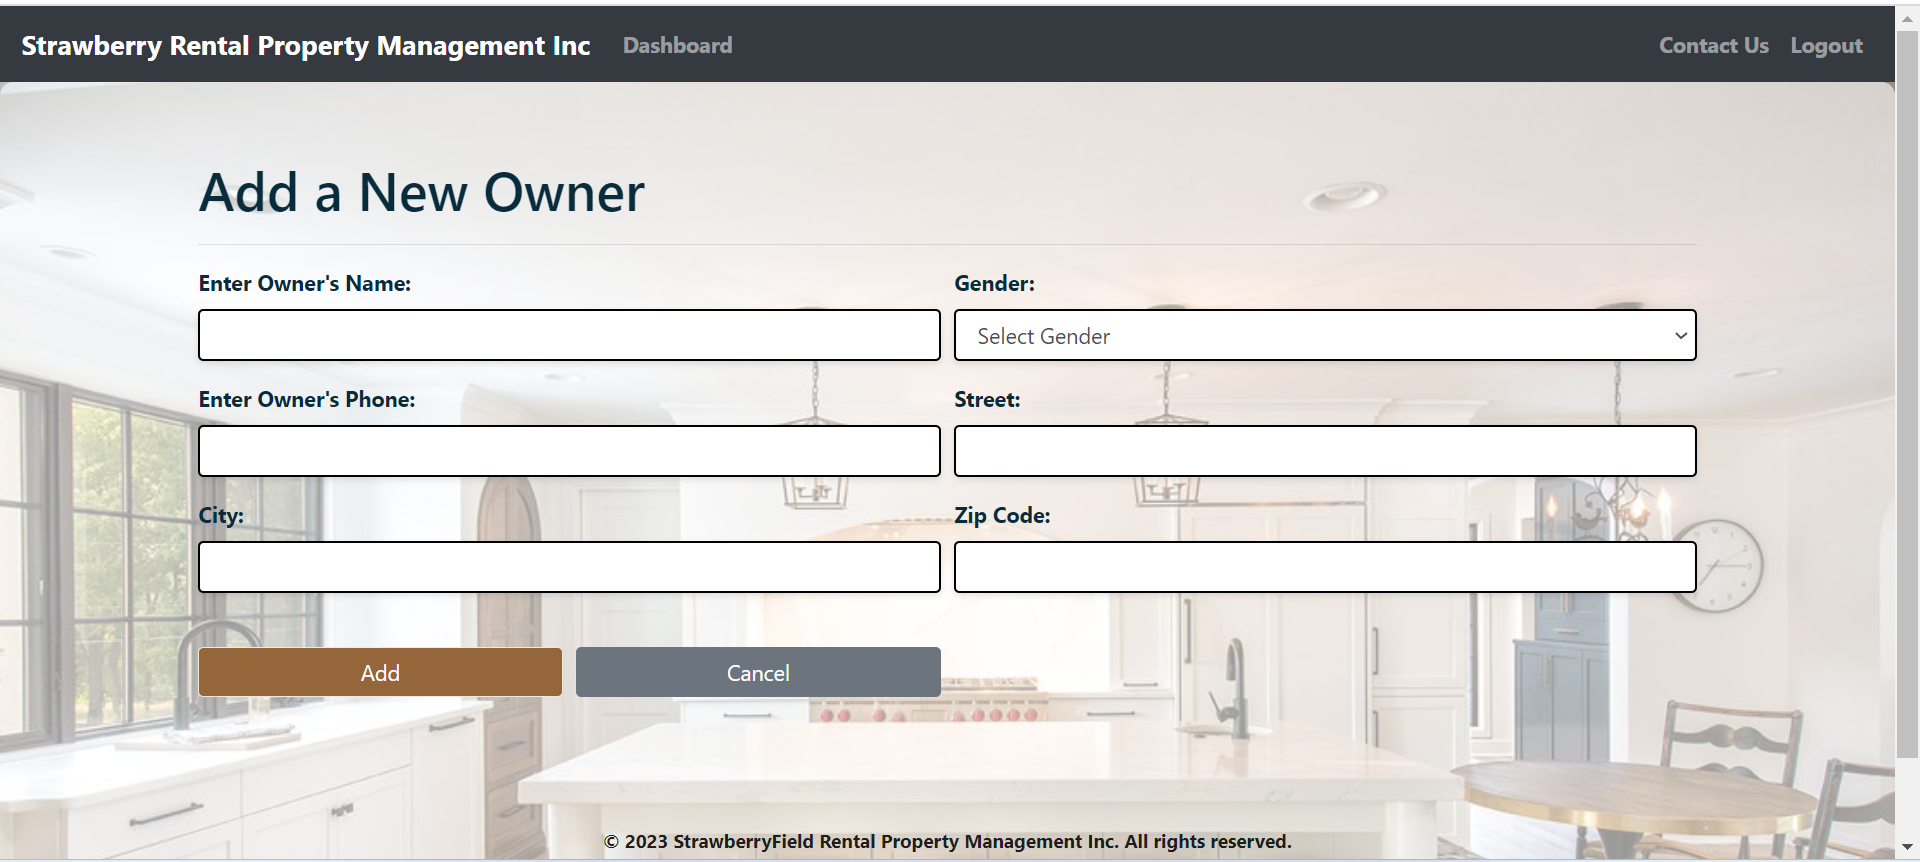 Strawberry Rental Property Management Inc Dashboard Contact Us Logout
Add a New Owner
Enter Owner's Name: Gender:
Select Gender
Enter Owner's Phone: Street:
City: Zip Code:
Add Cancel
© 2023 StrawberryField Rental Property Management Inc. All rights reserved.